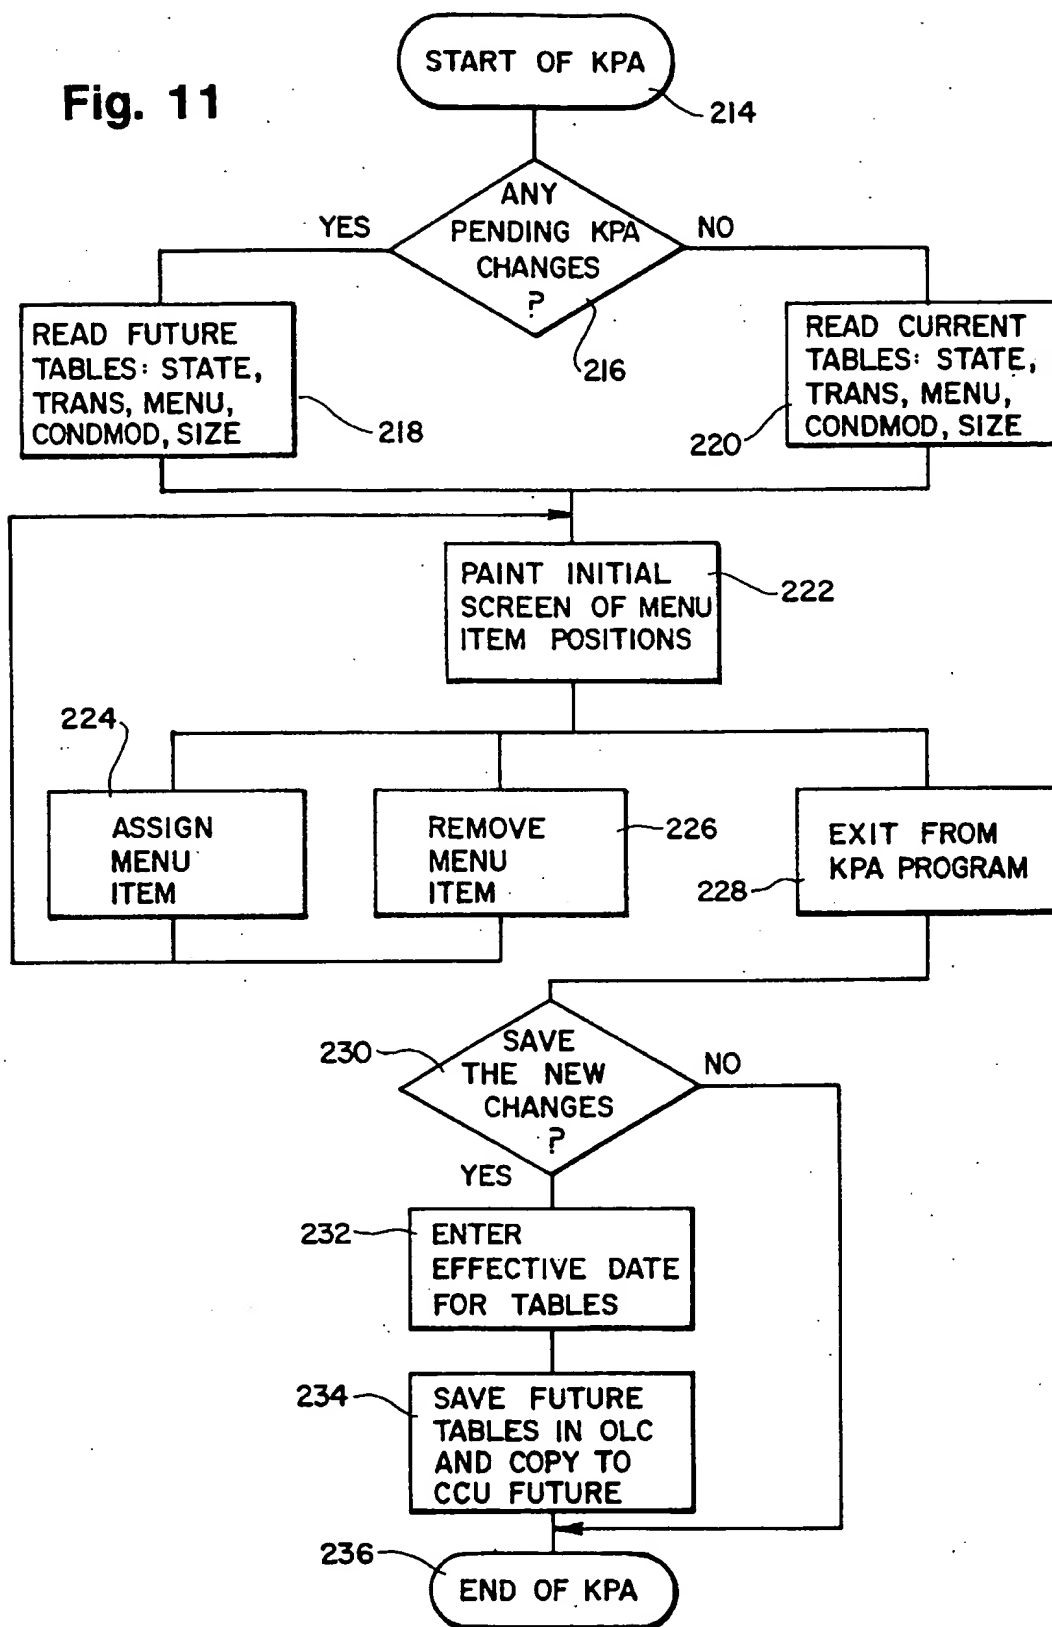 Fig. 11
START OF KPA
214
ANY
PENDING KPA
CHANGES
?
216
YES
NO
READ FUTURE
TABLES: STATE,
TRANS, MENU,
CONDMOD, SIZE
218
READ CURRENT
TABLES: STATE,
TRANS, MENU,
CONDMOD, SIZE
220
PAINT INITIAL
SCREEN OF MENU
ITEM POSITIONS
222
224
ASSIGN
MENU
ITEM
REMOVE
MENU
ITEM
226
EXIT FROM
KPA PROGRAM
228
230
SAVE
THE NEW
CHANGES
?
NO
YES
232
ENTER
EFFECTIVE DATE
FOR TABLES
234
SAVE FUTURE
TABLES IN OLC
AND COPY TO
CCU FUTURE
236
END OF KPA